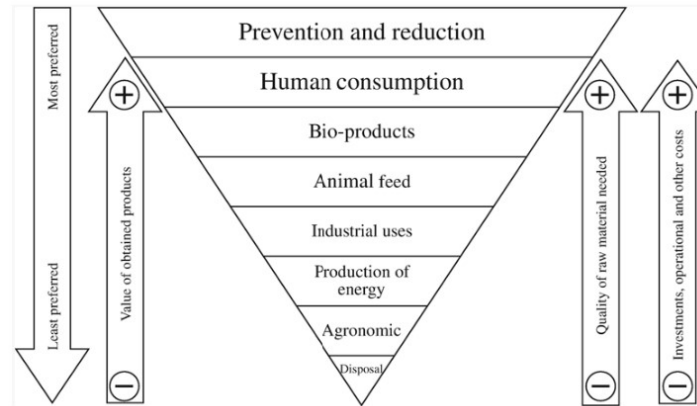 Prevention and reduction
Human consumption
Bio-products
Animal feed
Industrial uses
Production of
energy
Agronomic
Disposal
Most preferred
Least preferred
+
Value of obtained products
−
+
Quality of raw material needed
−
+
Investments, operational and other costs
−